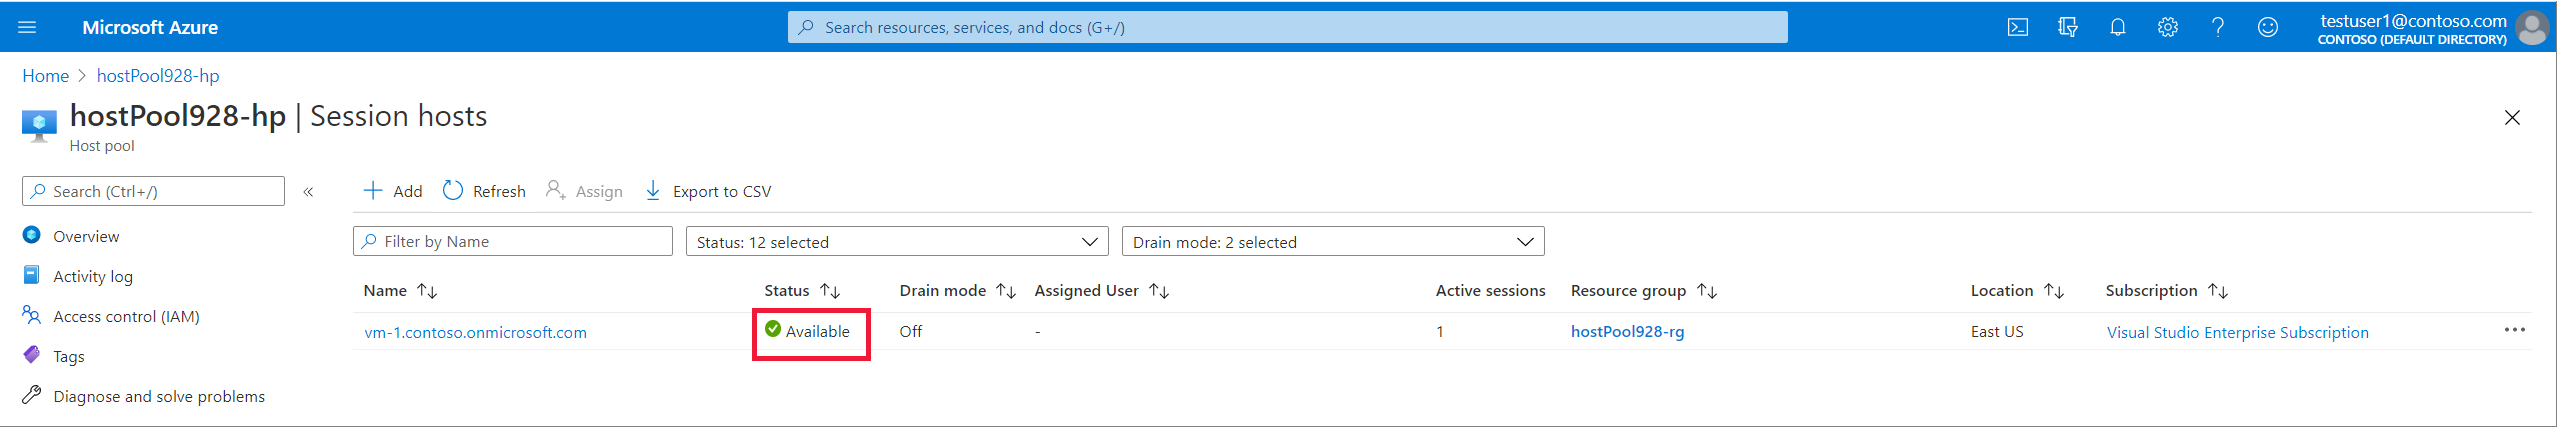 Microsoft Azure
Search resources, services, and docs (G+/)
testuser1@contoso.com
CONTOSO (DEFAULT DIRECTORY)
Home > hostPool928-hp
hostPool928-hp | Session hosts
Host pool
Search (Ctrl+/)
«
Add Refresh Assign Export to CSV
Overview
Activity log
Access control (IAM)
Tags
Diagnose and solve problems
Filter by Name
Status: 12 selected
Drain mode: 2 selected
Name Status Drain mode Assigned User Active sessions Resource group Location Subscription
vm-1.contoso.onmicrosoft.com Available Off - 1 hostPool928-rg East US Visual Studio Enterprise Subscription